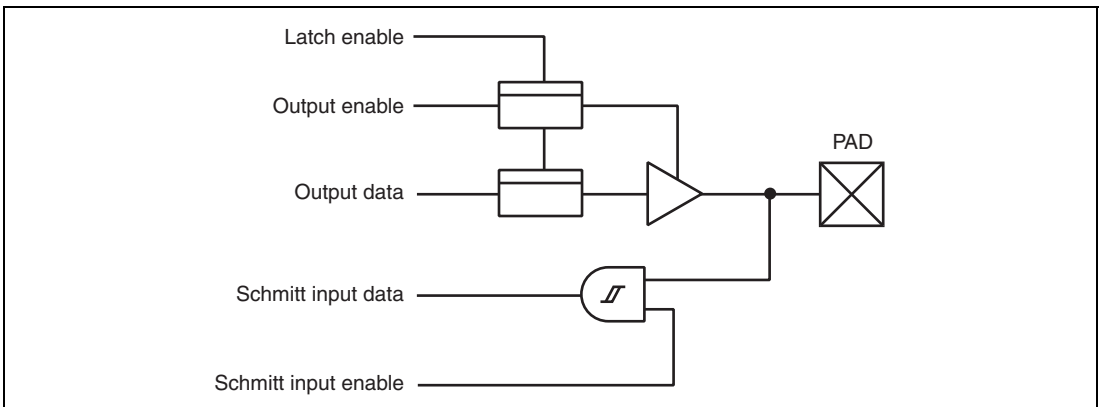 Latch enable
Output enable
PAD
Output data
Schmitt input data
Schmitt input enable